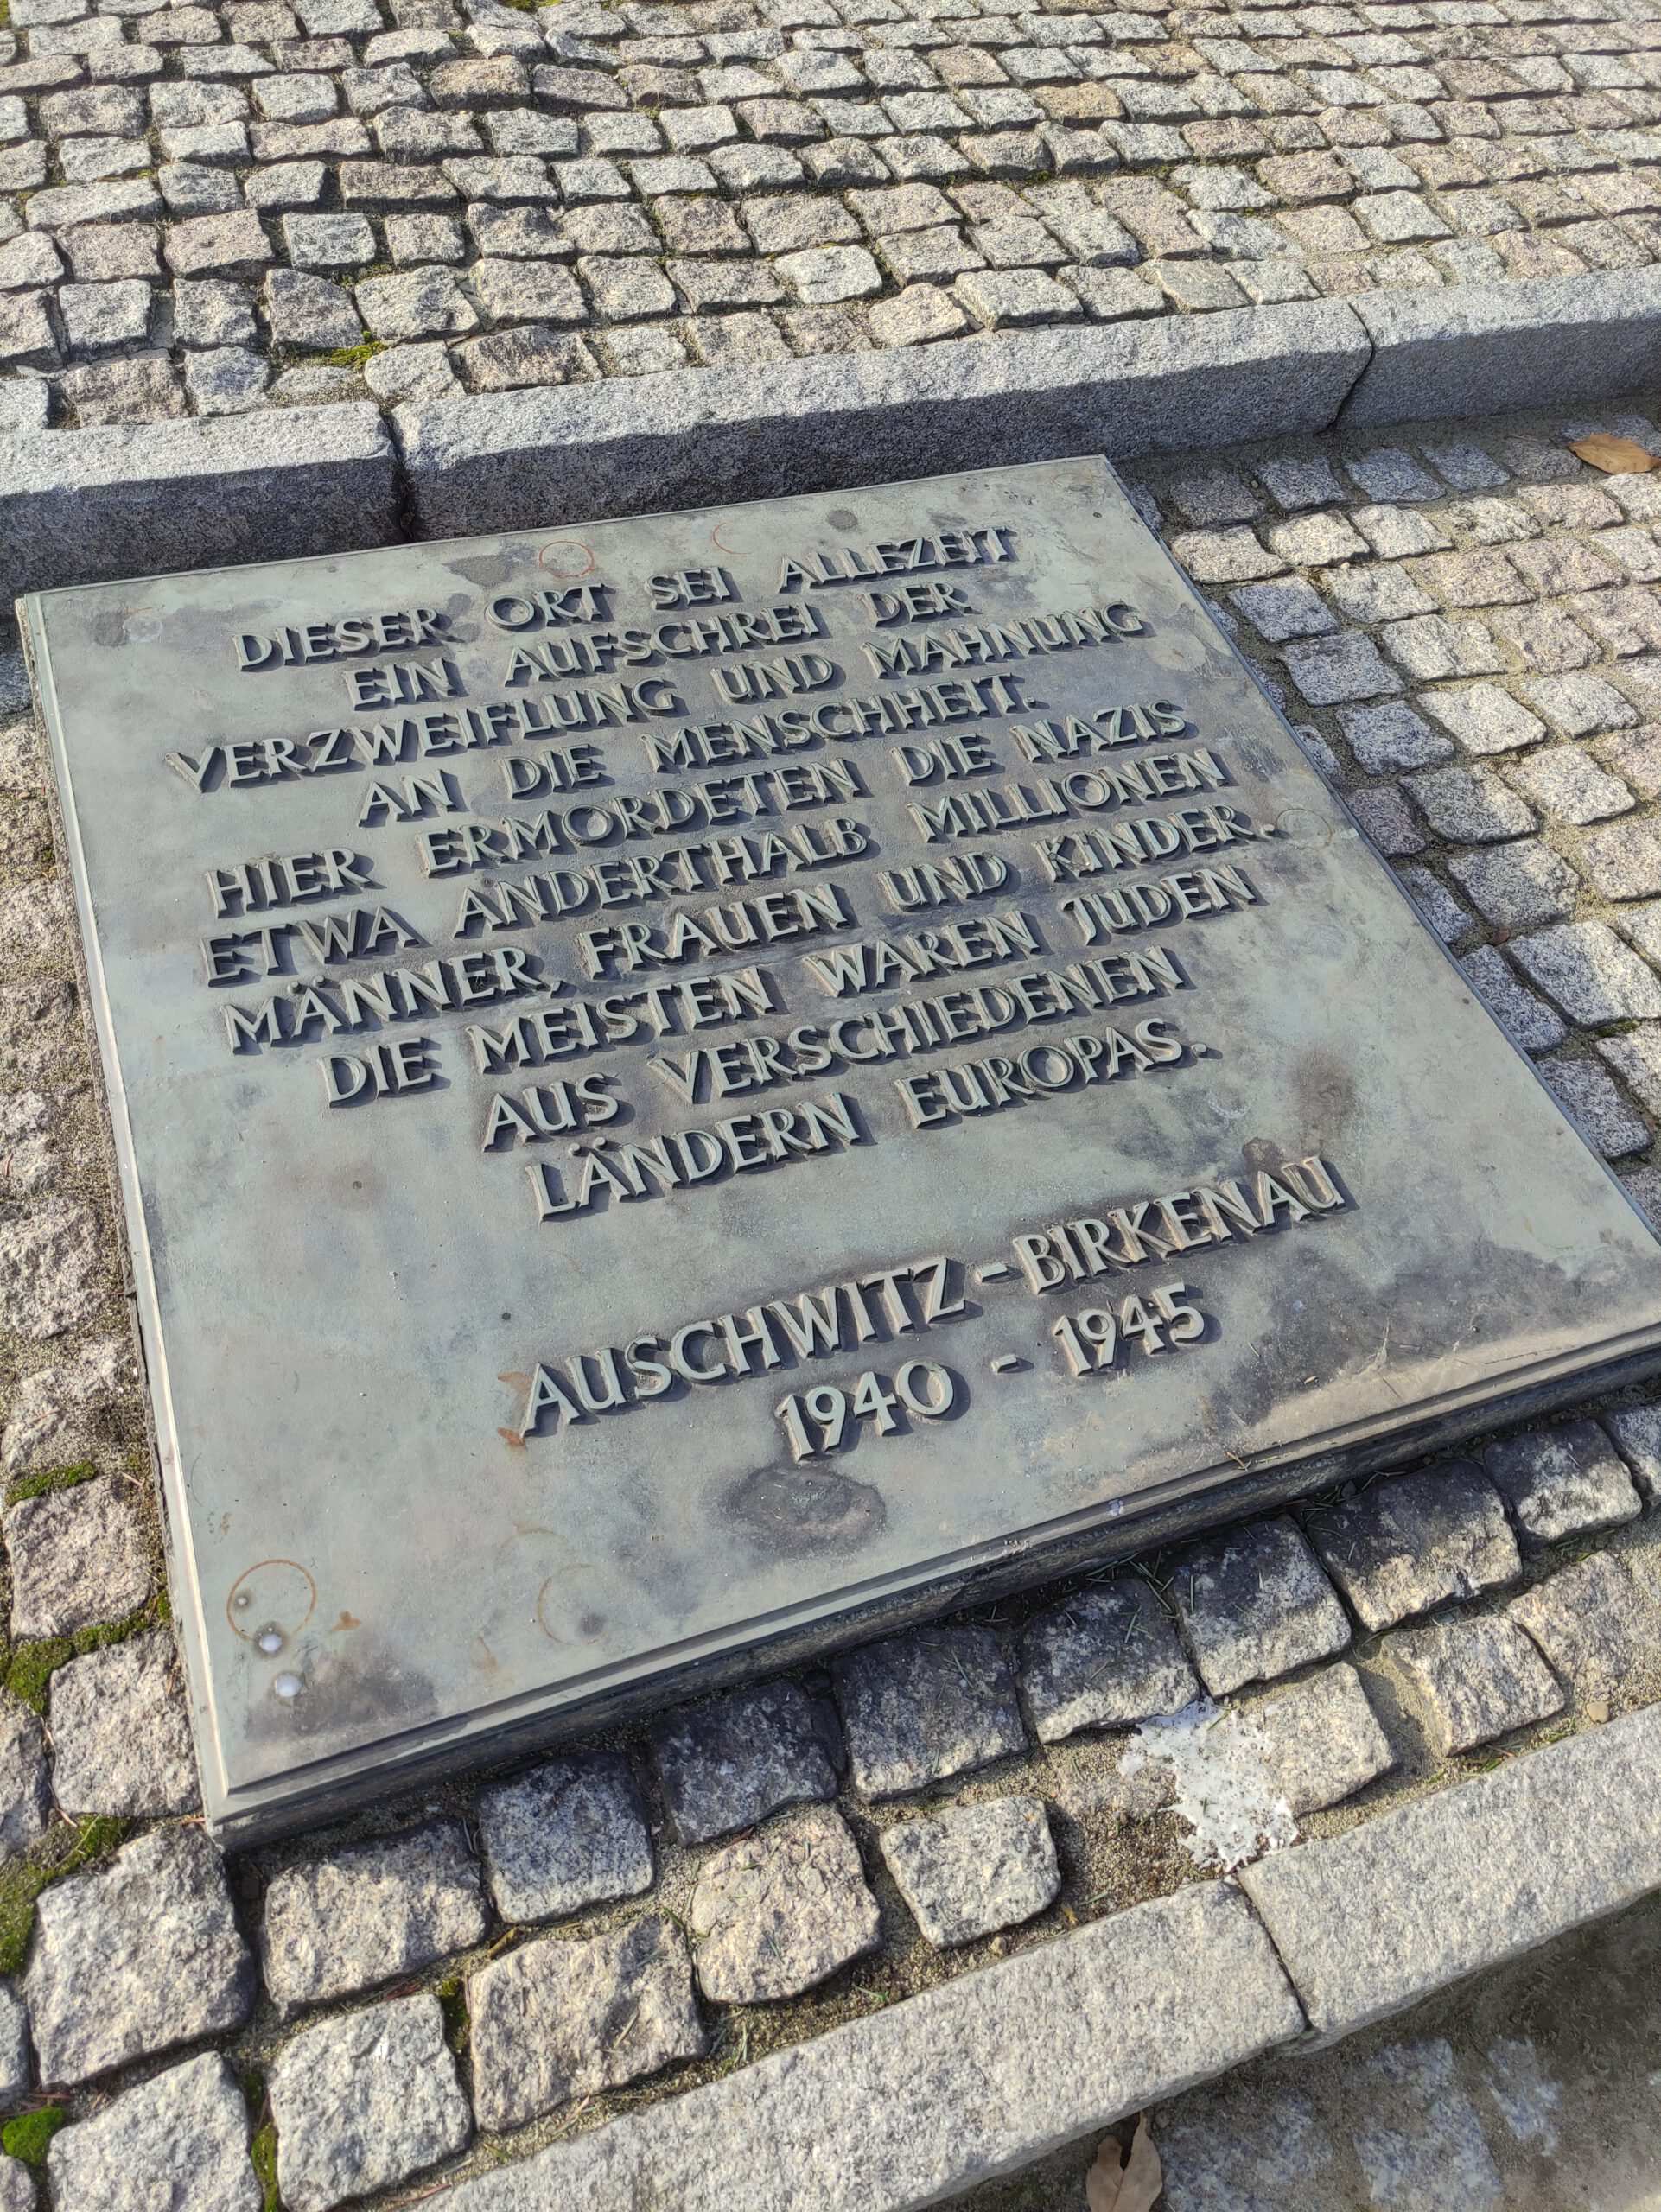 DIESER ORT SEI ALLEZEIT
EIN AUFSCHREI DER
VERZWEIFLUNG UND MAHNUNG
AN DIE MENSCHHEIT.
HIER ERMORDETEN DIE NAZIS
ETWA ANDERTHALB MILLIONEN
MÄNNER, FRAUEN UND KINDER.
DIE MEISTEN WAREN JUDEN
AUS VERSCHIEDENEN
LÄNDERN EUROPAS.
AUSCHWITZ-BIRKENAU
1940 - 1945